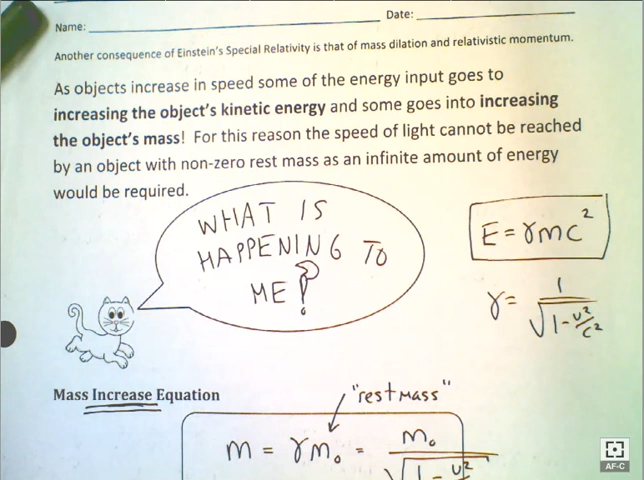 Name: ____________________ Date: ____________________
Another consequence of Einstein's Special Relativity is that of mass dilation and relativistic momentum.
As objects increase in speed some of the energy input goes to
increasing the object's kinetic energy and some goes into increasing
the object's mass! For this reason the speed of light cannot be reached
by an object with non-zero rest mass as an infinite amount of energy
would be required.
WHAT IS
HAPPENING TO
ME?
E = γmc²
γ = 1/√(1-υ²/c²)
Mass Increase Equation
"rest MASS"
m = γm₀ = m₀/√(1-υ²
AF-C